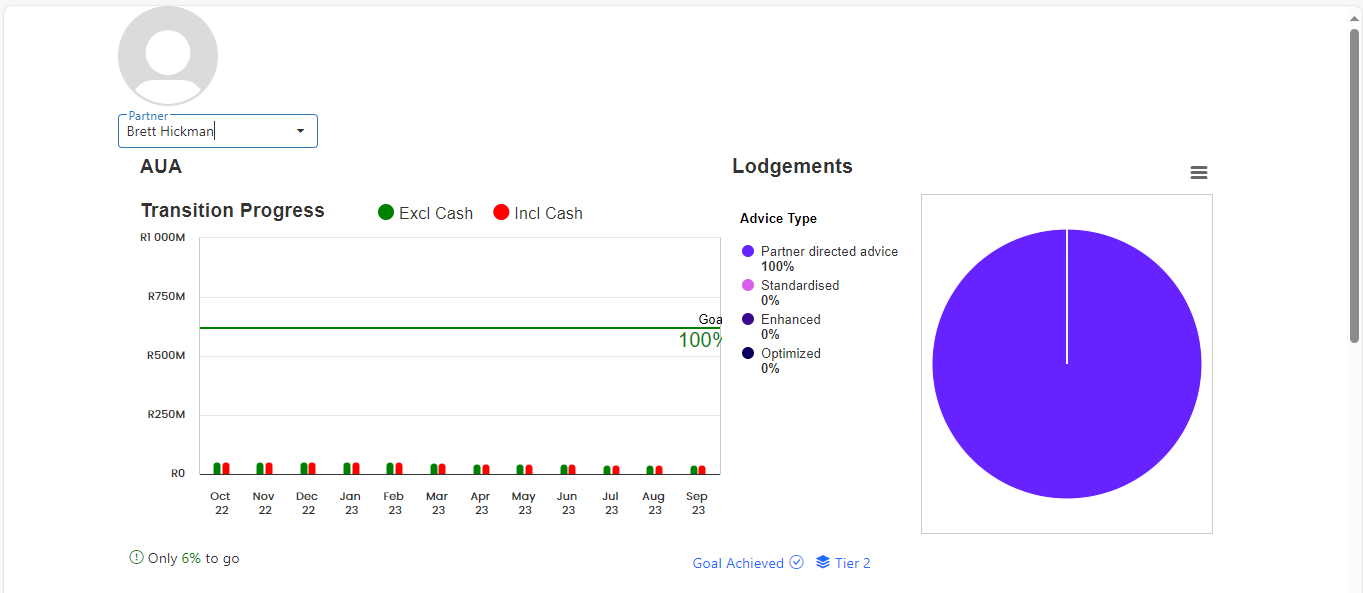 Partner
Brett Hickman
AUA
Transition Progress
Excl Cash
Incl Cash
R1 000M
R750M
R500M
R250M
R0
Goa
100%
Oct 22
Nov 22
Dec 22
Jan 23
Feb 23
Mar 23
Apr 23
May 23
Jun 23
Jul 23
Aug 23
Sep 23
Only 6% to go
Lodgements
Advice Type
Partner directed advice
100%
Standardised
0%
Enhanced
0%
Optimized
0%
Goal Achieved
Tier 2